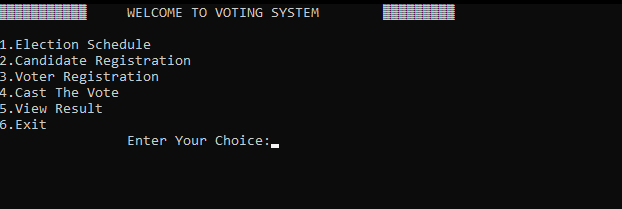 WELCOME TO VOTING SYSTEM
1.Election Schedule
2.Candidate Registration
3.Voter Registration
4.Cast The Vote
5.View Result
6.Exit
Enter Your Choice: